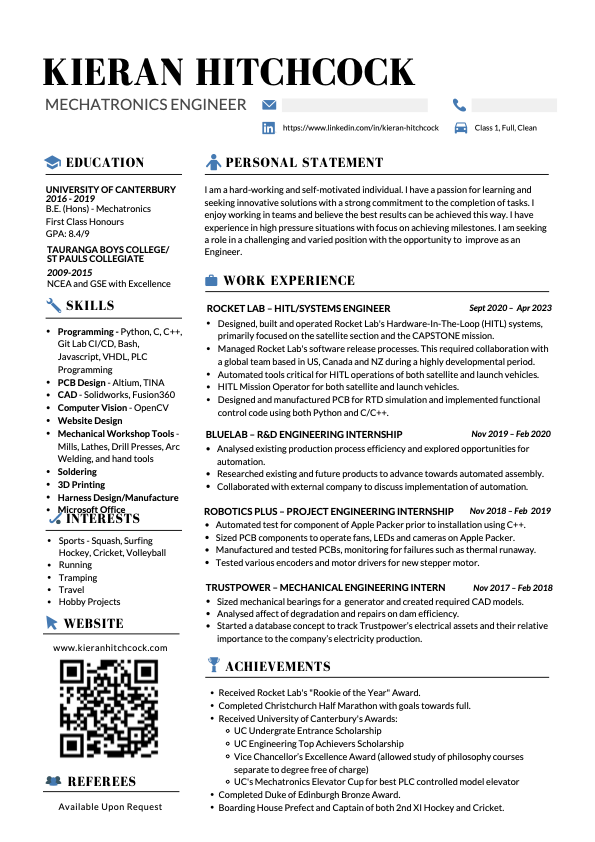 KIERAN HITCHCOCK
MECHATRONICS ENGINEER
https://www.linkedin.com/in/kieran-hitchcock
Class 1, Full, Clean
EDUCATION
UNIVERSITY OF CANTERBURY
2016 - 2019
B.E. (Hons) - Mechatronics
First Class Honours
GPA: 8.4/9
TAURANGA BOYS COLLEGE/
ST PAULS COLLEGIATE
2009-2015
NCEA and GSE with Excellence
SKILLS
• Programming - Python, C, C++,
Git Lab CI/CD, Bash,
Javascript, VHDL, PLC
Programming
• PCB Design - Altium, TINA
• CAD - Solidworks, Fusion360
• Computer Vision - OpenCV
• Website Design
• Mechanical Workshop Tools -
Mills, Lathes, Drill Presses, Arc
Welding, and hand tools
• Soldering
• 3D Printing
• Harness Design/Manufacture
• Microsoft Office
INTERESTS
• Sports - Squash, Surfing
Hockey, Cricket, Volleyball
• Running
• Tramping
• Travel
• Hobby Projects
WEBSITE
www.kieranhitchcock.com
REFEREES
Available Upon Request
PERSONAL STATEMENT
I am a hard-working and self-motivated individual. I have a passion for learning and
seeking innovative solutions with a strong commitment to the completion of tasks. I
enjoy working in teams and believe the best results can be achieved this way. I have
experience in high pressure situations with focus on achieving milestones. I am seeking
a role in a challenging and varied position with the opportunity to improve as an
Engineer.
WORK EXPERIENCE
ROCKET LAB – HITL/SYSTEMS ENGINEER Sept 2020 – Apr 2023
• Designed, built and operated Rocket Lab's Hardware-In-The-Loop (HITL) systems,
primarily focused on the satellite section and the CAPSTONE mission.
• Managed Rocket Lab's software release processes. This required collaboration with
a global team based in US, Canada and NZ during a highly developmental period.
• Automated tools critical for HITL operations of both satellite and launch vehicles.
• HITL Mission Operator for both satellite and launch vehicles.
• Designed and manufactured PCB for RTD simulation and implemented functional
control code using both Python and C/C++.
BLUELAB – R&D ENGINEERING INTERNSHIP Nov 2019 – Feb 2020
• Analysed existing production process efficiency and explored opportunities for
automation.
• Researched existing and future products to advance towards automated assembly.
• Collaborated with external company to discuss implementation of automation.
ROBOTICS PLUS – PROJECT ENGINEERING INTERNSHIP Nov 2018 – Feb 2019
• Automated test for component of Apple Packer prior to installation using C++.
• Sized PCB components to operate fans, LEDs and cameras on Apple Packer.
• Manufactured and tested PCBs, monitoring for failures such as thermal runaway.
• Tested various encoders and motor drivers for new stepper motor.
TRUSTPOWER – MECHANICAL ENGINEERING INTERN Nov 2017 – Feb 2018
• Sized mechanical bearings for a generator and created required CAD models.
• Analysed affect of degradation and repairs on dam efficiency.
• Started a database concept to track Trustpower's electrical assets and their relative
importance to the company's electricity production.
ACHIEVEMENTS
• Received Rocket Lab's "Rookie of the Year" Award.
• Completed Christchurch Half Marathon with goals towards full.
• Received University of Canterbury's Awards:
UC Undergrate Entrance Scholarship
UC Engineering Top Achievers Scholarship
Vice Chancellor's Excellence Award (allowed study of philosophy courses
separate to degree free of charge)
UC's Mechatronics Elevator Cup for best PLC controlled model elevator
• Completed Duke of Edinburgh Bronze Award.
• Boarding House Prefect and Captain of both 2nd XI Hockey and Cricket.